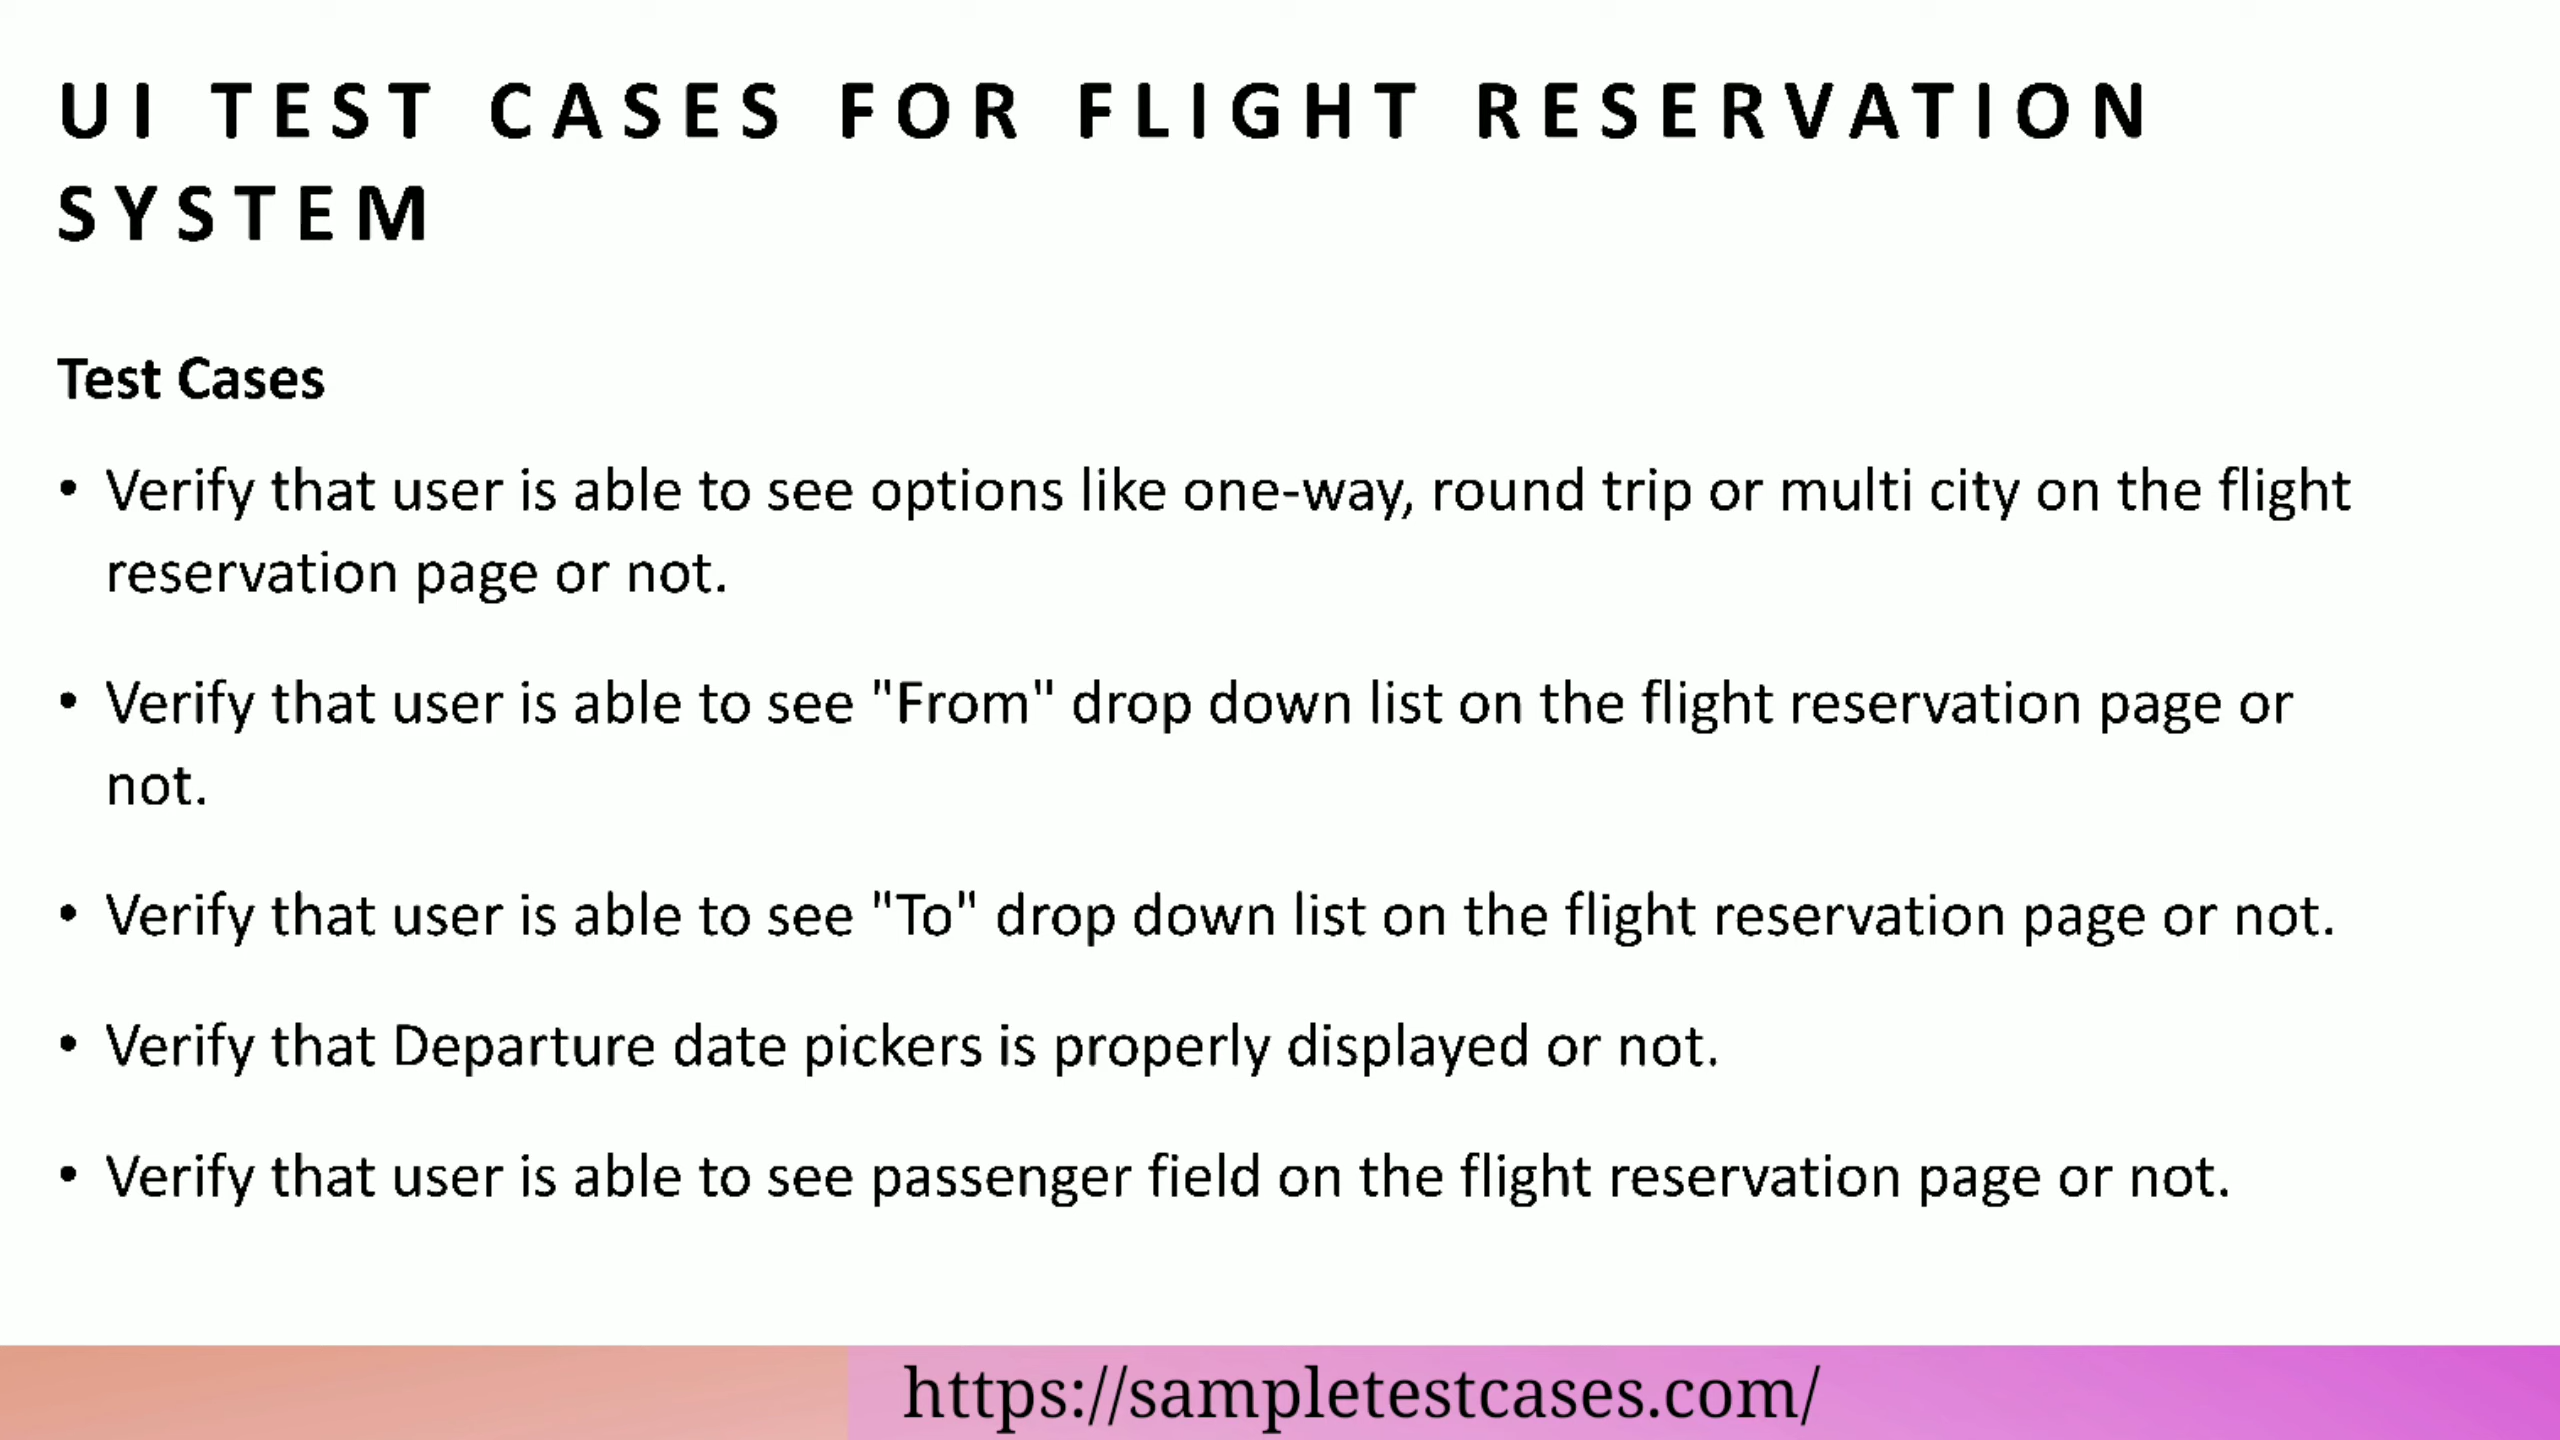 UI TEST CASES FOR FLIGHT RESERVATION
SYSTEM
Test Cases
• Verify that user is able to see options like one-way, round trip or multi city on the flight
reservation page or not.
• Verify that user is able to see "From" drop down list on the flight reservation page or
not.
• Verify that user is able to see "To" drop down list on the flight reservation page or not.
• Verify that Departure date pickers is properly displayed or not.
• Verify that user is able to see passenger field on the flight reservation page or not.
https://sampletestcases.com/